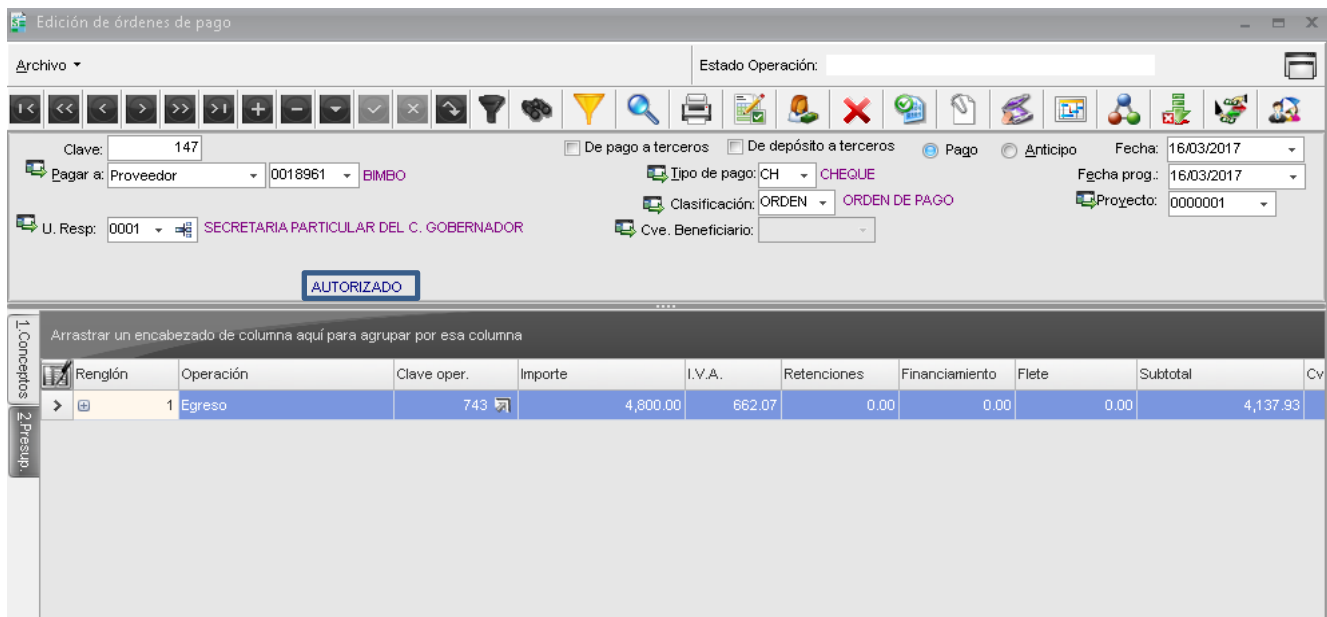 Edición de órdenes de pago
Archivo
Estado Operación:
Clave: 147
De pago a terceros De depósito a terceros Pago Anticipo Fecha: 16/03/2017
Pagar a: Proveedor 0018961 BIMBO Tipo de pago: CH CHEQUE Fecha prog.: 16/03/2017
Clasificación: ORDEN ORDEN DE PAGO Proyecto: 0000001
U. Resp: 0001 SECRETARIA PARTICULAR DEL C. GOBERNADOR Cve. Beneficiario:
AUTORIZADO
1.Conceptos
2.Presup.
Arrastrar un encabezado de columna aquí para agrupar por esa columna
Renglón Operación Clave oper. Importe I.V.A. Retenciones Financiamiento Flete Subtotal Cv
1 Egreso 743 4,800.00 662.07 0.00 0.00 0.00 4,137.93